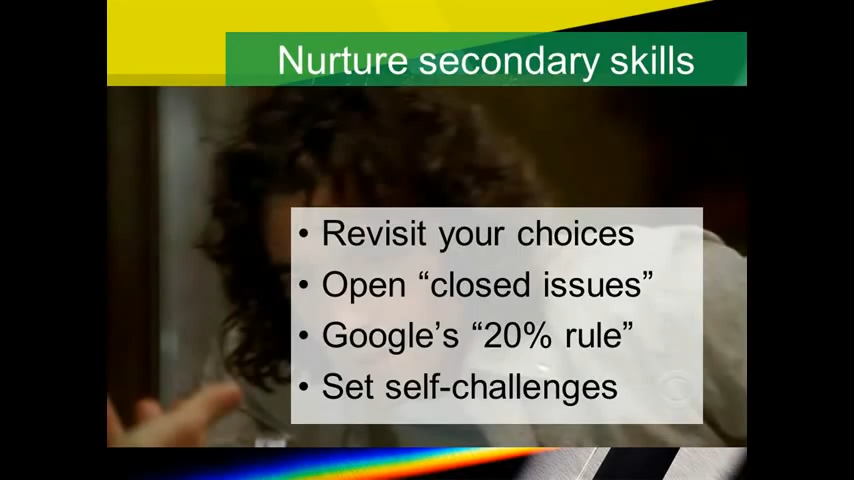 Nurture secondary skills
• Revisit your choices
• Open “closed issues”
• Google’s “20% rule”
• Set self-challenges